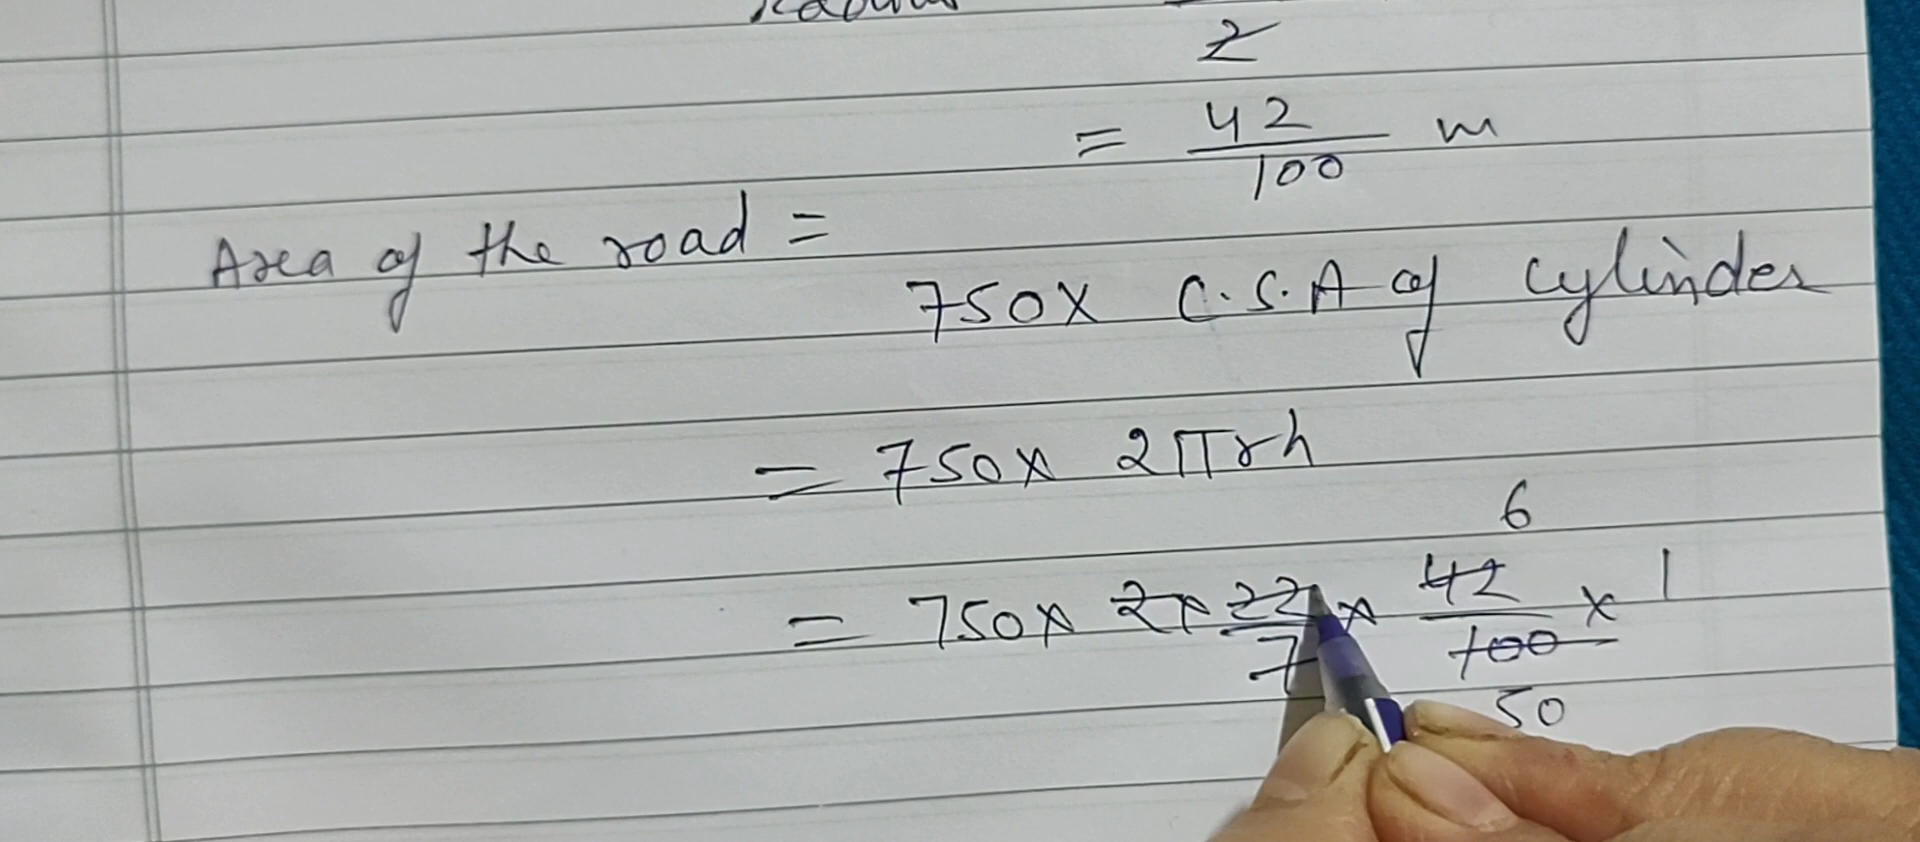 2
= 42/100 m
Area of the road =
750 x C.S.A of cylinder
= 750 x 2πrh
6
= 750 x 2 x 22/7 x 42/100 x 1
50